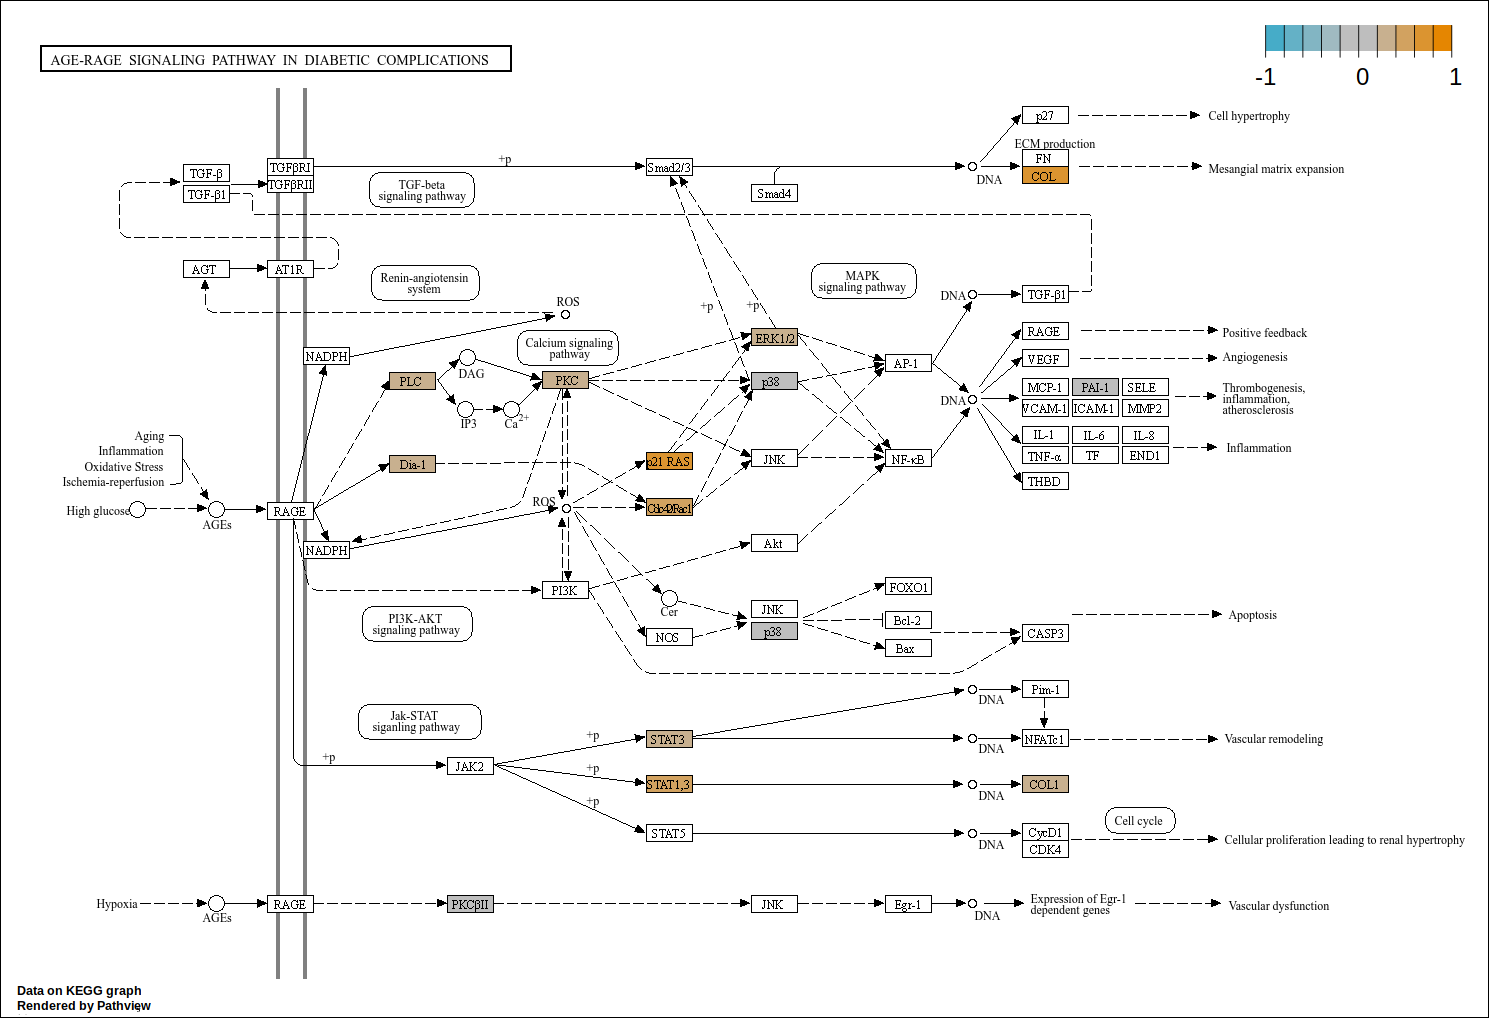 AGE-RAGE SIGNALING PATHWAY IN DIABETIC COMPLICATIONS
-1 0 1
p27
Cell hypertrophy
ECM production
FN
COL
Mesangial matrix expansion
TGF-β
TGF-β1
TGFβRI
TGFβRII
+p
TGF-beta
signaling pathway
Smad2/3
Smad4
DNA
AGT
AT1R
Renin-angiotensin
system
MAPK
signaling pathway
ROS
+p
+p
DNA
TGF-β1
NADPH
Calcium signaling
pathway
ERK1/2
RAGE
Positive feedback
AP-1
VEGF
Angiogenesis
DAG
PLC
PKC
p38
DNA
MCP-1
PAI-1
SELE
VCAM-1
ICAM-1
MMP2
Thrombogenesis,
inflammation,
atherosclerosis
IP3
Ca2+
Aging
Inflammation
Oxidative Stress
Ischemia-reperfusion
Dia-1
p21 RAS
JNK
NF-κB
IL-1
IL-6
IL-8
TNF-α
TF
END1
Inflammation
THBD
High glucose
AGEs
RAGE
ROS
Cdc42/Rac1
NADPH
Akt
PI3K
PI3K-AKT
signaling pathway
Cer
NOS
JNK
p38
FOXO1
Bcl-2
Bax
CASP3
Apoptosis
Jak-STAT
siganling pathway
+p
JAK2
+p
+p
+p
STAT3
STAT1,3
STAT5
DNA
Pim-1
DNA
NFATc1
Vascular remodeling
DNA
COL1
Cell cycle
DNA
CycD1
CDK4
Cellular proliferation leading to renal hypertrophy
Hypoxia
AGEs
RAGE
PKCβII
JNK
Egr-1
DNA
Expression of Egr-1
dependent genes
Vascular dysfunction
Data on KEGG graph
Rendered by Pathview